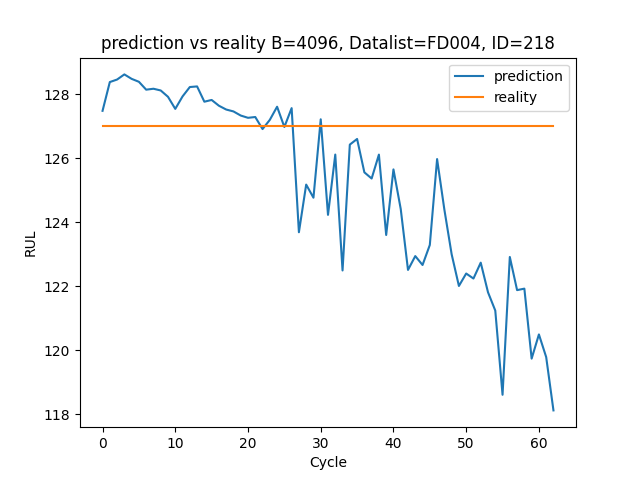 prediction vs reality B=4096, Datalist=FD004, ID=218
prediction
reality
128
126
124
122
120
118
RUL
0
10
20
30
40
50
60
Cycle